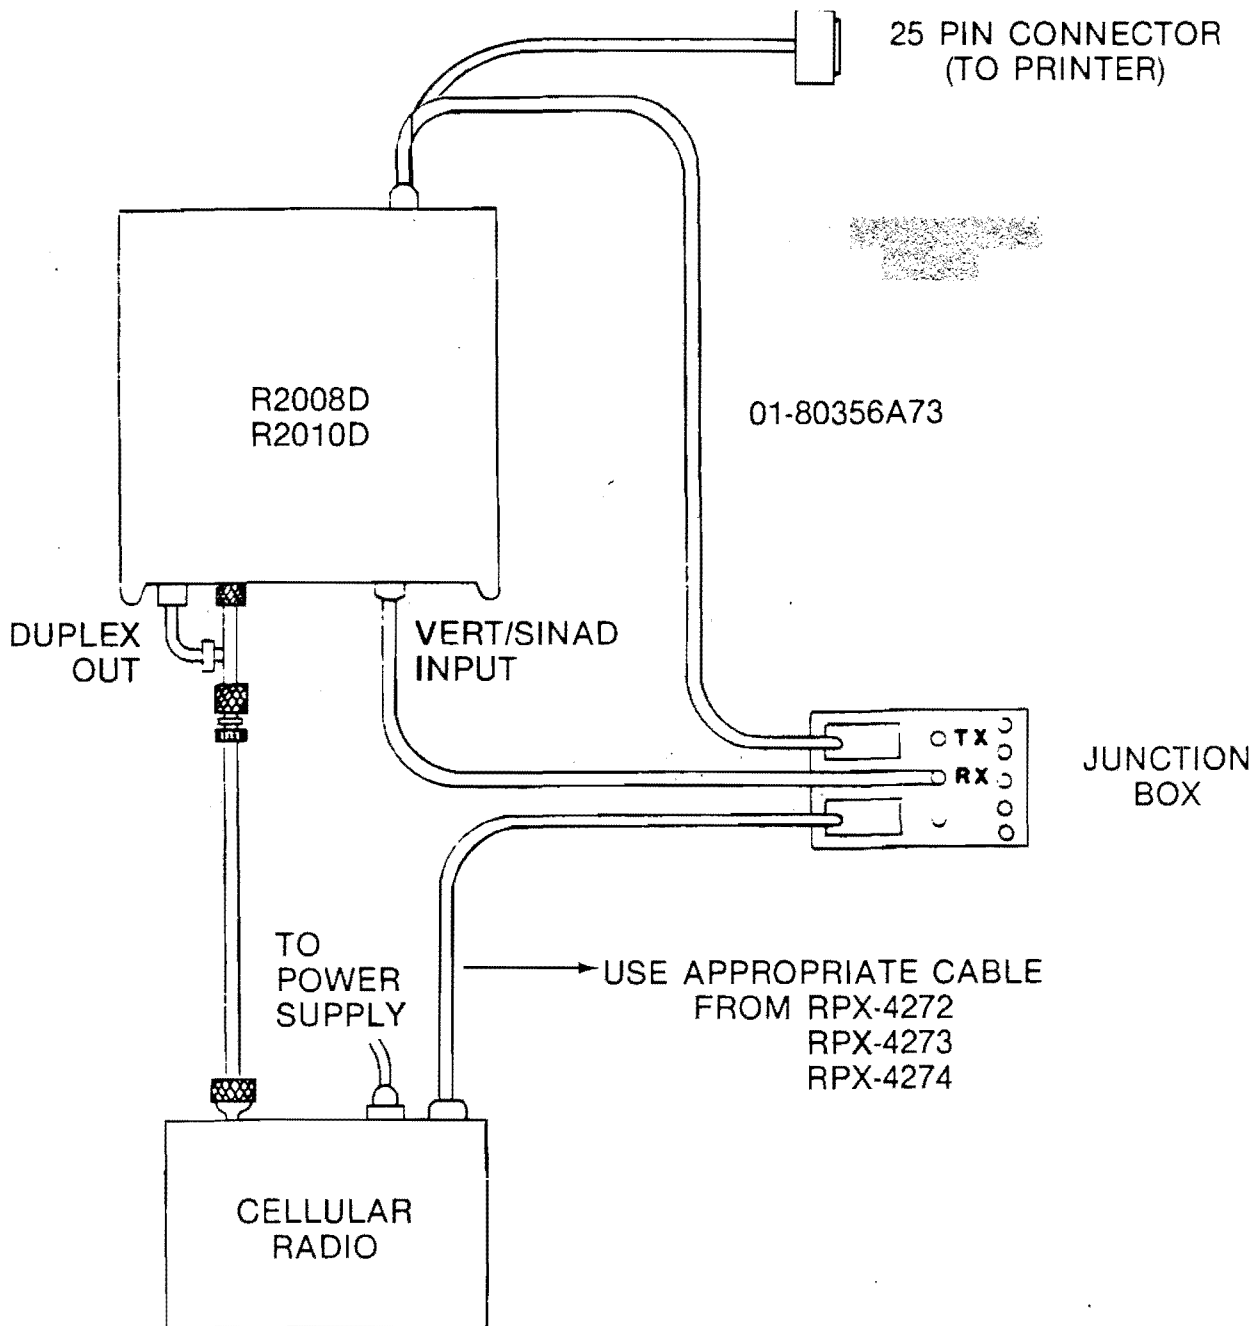 25 PIN CONNECTOR
(TO PRINTER)
R2008D
R2010D
01-80356A73
DUPLEX
OUT
VERT/SINAD
INPUT
TX
RX
JUNCTION
BOX
TO
POWER
SUPPLY
USE APPROPRIATE CABLE
FROM RPX-4272
RPX-4273
RPX-4274
CELLULAR
RADIO